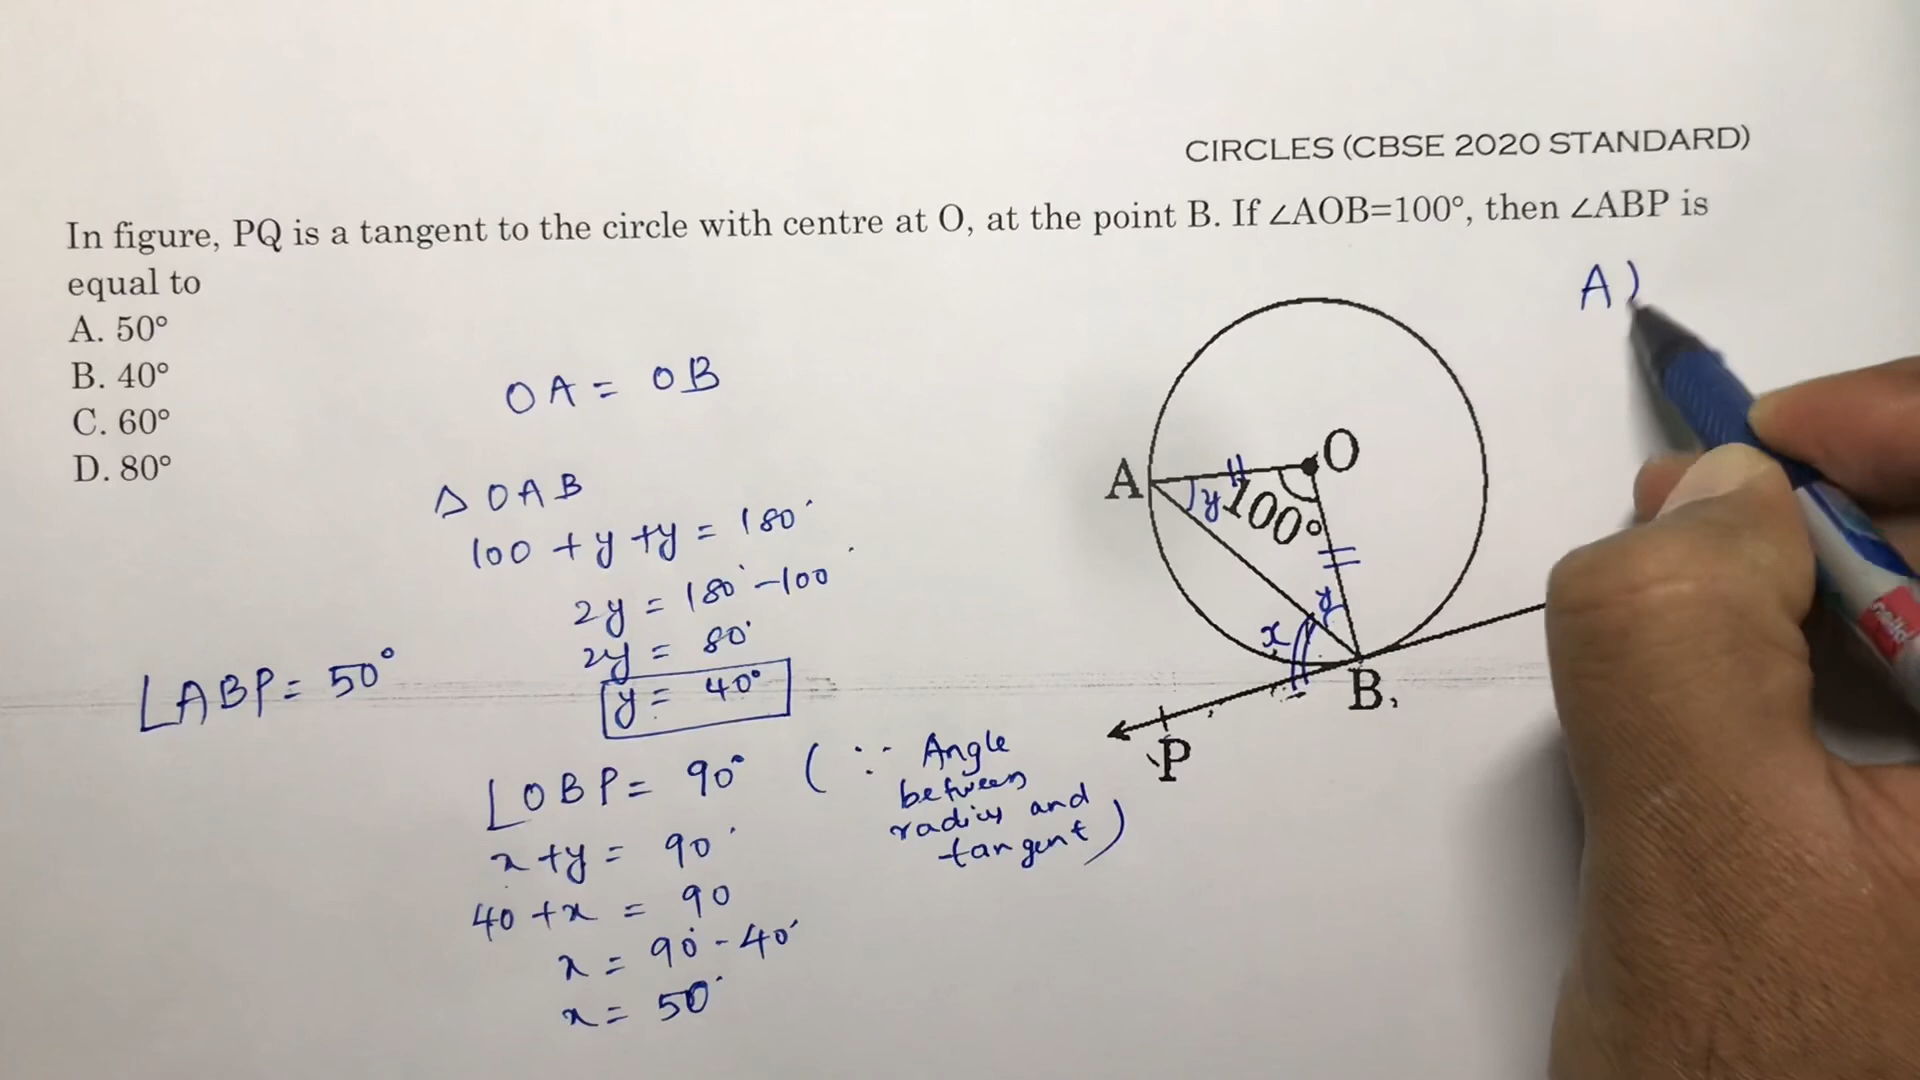 CIRCLES (CBSE 2020 STANDARD)
In figure, PQ is a tangent to the circle with centre at O, at the point B. If ∠AOB=100°, then ∠ABP is
equal to
A. 50°
B. 40°
C. 60°
D. 80°
A)
OA = OB
△ OAB
100 + y + y = 180°
2y = 180° - 100
2y = 80°
y = 40°
∠ABP = 50°
∠OBP = 90° (∵ Angle
between
radius and
tangent)
x + y = 90°
40 + x = 90
x = 90° - 40°
x = 50°
A
O
y
100°
y
x
B,
P
hello